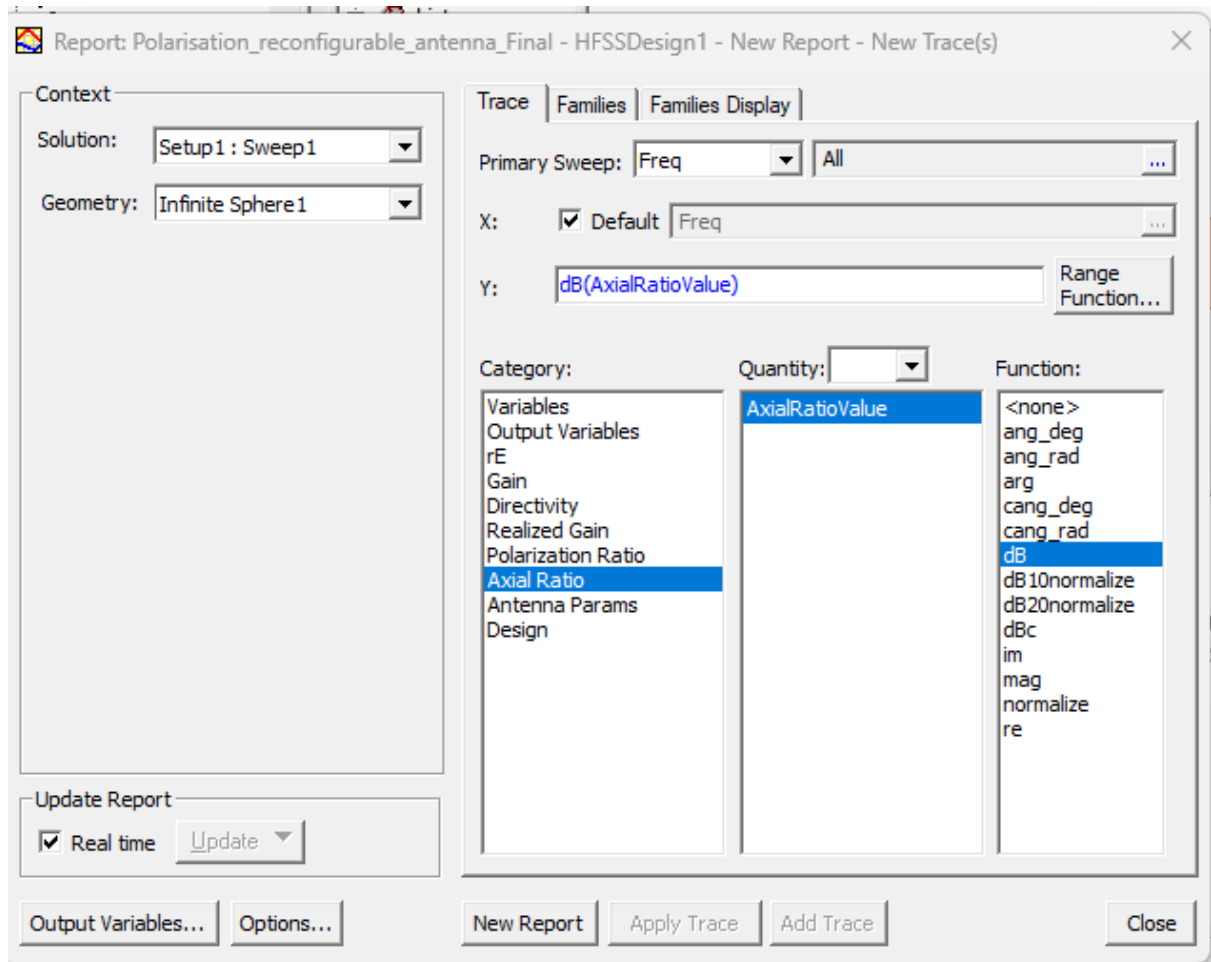 Report: Polarisation_reconfigurable_antenna_Final - HFSSDesign1 - New Report - New Trace(s)
Context
Solution: Setup1 : Sweep1
Geometry: Infinite Sphere1
Trace Families Families Display
Primary Sweep: Freq All ...
X: Default Freq ...
Y: dB(AxialRatioValue) Range Function...
Category:
Variables
Output Variables
rE
Gain
Directivity
Realized Gain
Polarization Ratio
Axial Ratio
Antenna Params
Design
Quantity:
AxialRatioValue
Function:
<none>
ang_deg
ang_rad
arg
cang_deg
cang_rad
dB
dB10normalize
dB20normalize
dBc
im
mag
normalize
re
Update Report
Real time Update
Output Variables... Options... New Report Apply Trace Add Trace Close